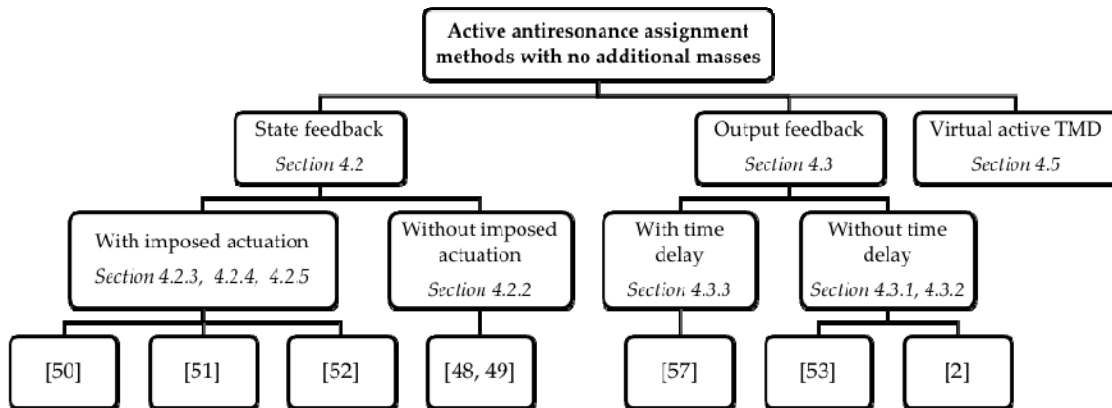 Active antiresonance assignment
methods with no additional masses
State feedback
Section 4.2
Output feedback
Section 4.3
Virtual active TMD
Section 4.5
With imposed actuation
Section 4.2.3, 4.2.4, 4.2.5
Without imposed
actuation
Section 4.2.2
With time
delay
Section 4.3.3
Without time
delay
Section 4.3.1, 4.3.2
[50]
[51]
[52]
[48, 49]
[57]
[53]
[2]